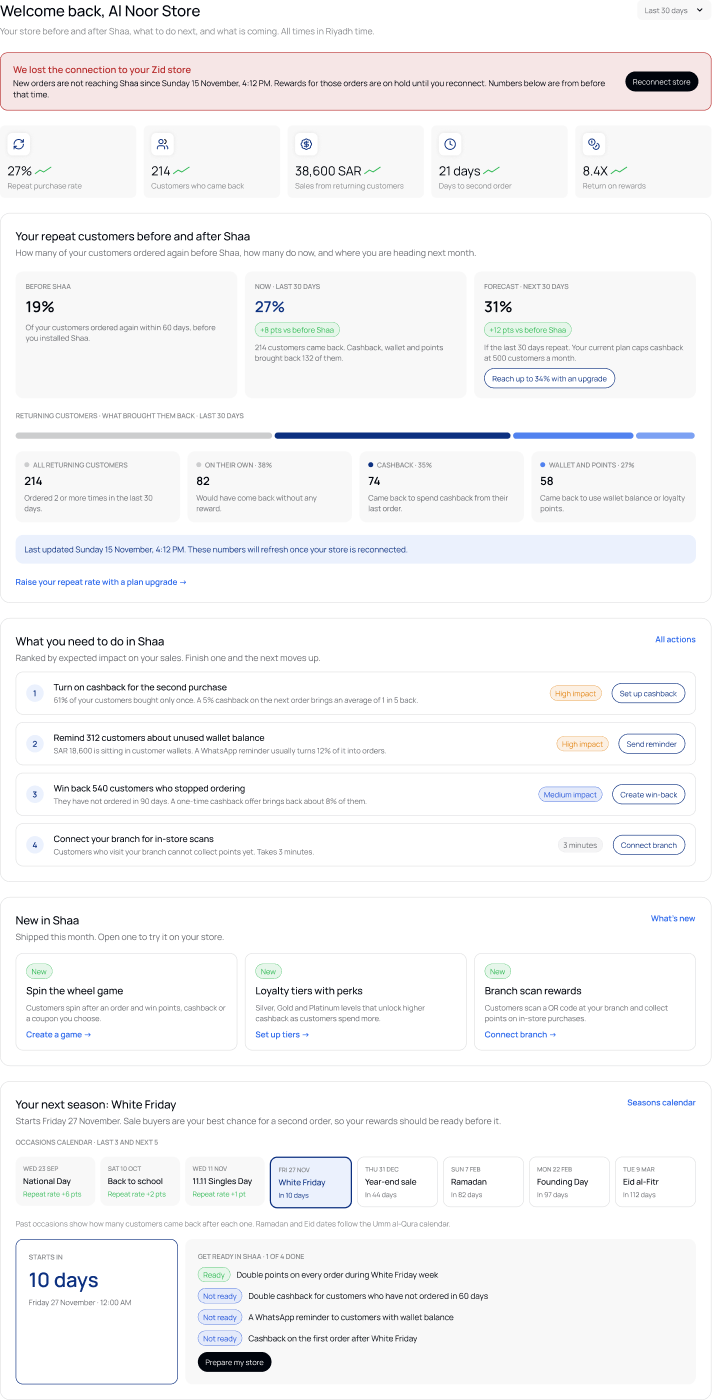 Welcome back, Al Noor Store
Last 30 days
Your store before and after Shaa, what to do next, and what is coming. All times in Riyadh time.
We lost the connection to your Zid store
New orders are not reaching Shaa since Sunday 15 November, 4:12 PM. Rewards for those orders are on hold until you reconnect. Numbers below are from before
that time.
Reconnect store
27%
Repeat purchase rate
214
Customers who came back
38,600 SAR
Sales from returning customers
21 days
Days to second order
8.4X
Return on rewards
Your repeat customers before and after Shaa
How many of your customers ordered again before Shaa, how many do now, and where you are heading next month.
BEFORE SHAA
19%
Of your customers ordered again within 60 days, before
you installed Shaa.
NOW · LAST 30 DAYS
27%
+8 pts vs before Shaa
214 customers came back. Cashback, wallet and points
brought back 132 of them.
FORECAST · NEXT 30 DAYS
31%
+12 pts vs before Shaa
If the last 30 days repeat. Your current plan caps cashback
at 500 customers a month.
Reach up to 34% with an upgrade
RETURNING CUSTOMERS · WHAT BROUGHT THEM BACK · LAST 30 DAYS
ALL RETURNING CUSTOMERS
214
Ordered 2 or more times in the last 30
days.
ON THEIR OWN · 38%
82
Would have come back without any
reward.
CASHBACK · 35%
74
Came back to spend cashback from their
last order.
WALLET AND POINTS · 27%
58
Came back to use wallet balance or loyalty
points.
Last updated Sunday 15 November, 4:12 PM. These numbers will refresh once your store is reconnected.
Raise your repeat rate with a plan upgrade →
What you need to do in Shaa
All actions
Ranked by expected impact on your sales. Finish one and the next moves up.
1
Turn on cashback for the second purchase
61% of your customers bought only once. A 5% cashback on the next order brings an average of 1 in 5 back.
High impact
Set up cashback
2
Remind 312 customers about unused wallet balance
SAR 18,600 is sitting in customer wallets. A WhatsApp reminder usually turns 12% of it into orders.
High impact
Send reminder
3
Win back 540 customers who stopped ordering
They have not ordered in 90 days. A one-time cashback offer brings back about 8% of them.
Medium impact
Create win-back
4
Connect your branch for in-store scans
Customers who visit your branch cannot collect points yet. Takes 3 minutes.
3 minutes
Connect branch
New in Shaa
What's new
Shipped this month. Open one to try it on your store.
New
Spin the wheel game
Customers spin after an order and win points, cashback or
a coupon you choose.
Create a game →
New
Loyalty tiers with perks
Silver, Gold and Platinum levels that unlock higher
cashback as customers spend more.
Set up tiers →
New
Branch scan rewards
Customers scan a QR code at your branch and collect
points on in-store purchases.
Connect branch →
Your next season: White Friday
Seasons calendar
Starts Friday 27 November. Sale buyers are your best chance for a second order, so your rewards should be ready before it.
OCCASIONS CALENDAR · LAST 3 AND NEXT 5
WED 23 SEP
National Day
Repeat rate +6 pts
SAT 10 OCT
Back to school
Repeat rate +2 pts
WED 11 NOV
11.11 Singles Day
Repeat rate +1 pt
FRI 27 NOV
White Friday
In 10 days
THU 31 DEC
Year-end sale
In 44 days
SUN 7 FEB
Ramadan
In 82 days
MON 22 FEB
Founding Day
In 97 days
TUE 9 MAR
Eid al-Fitr
In 112 days
Past occasions show how many customers came back after each one. Ramadan and Eid dates follow the Umm al-Qura calendar.
STARTS IN
10 days
Friday 27 November · 12:00 AM
GET READY IN SHAA · 1 OF 4 DONE
Ready
Double points on every order during White Friday week
Not ready
Double cashback for customers who have not ordered in 60 days
Not ready
A WhatsApp reminder to customers with wallet balance
Not ready
Cashback on the first order after White Friday
Prepare my store